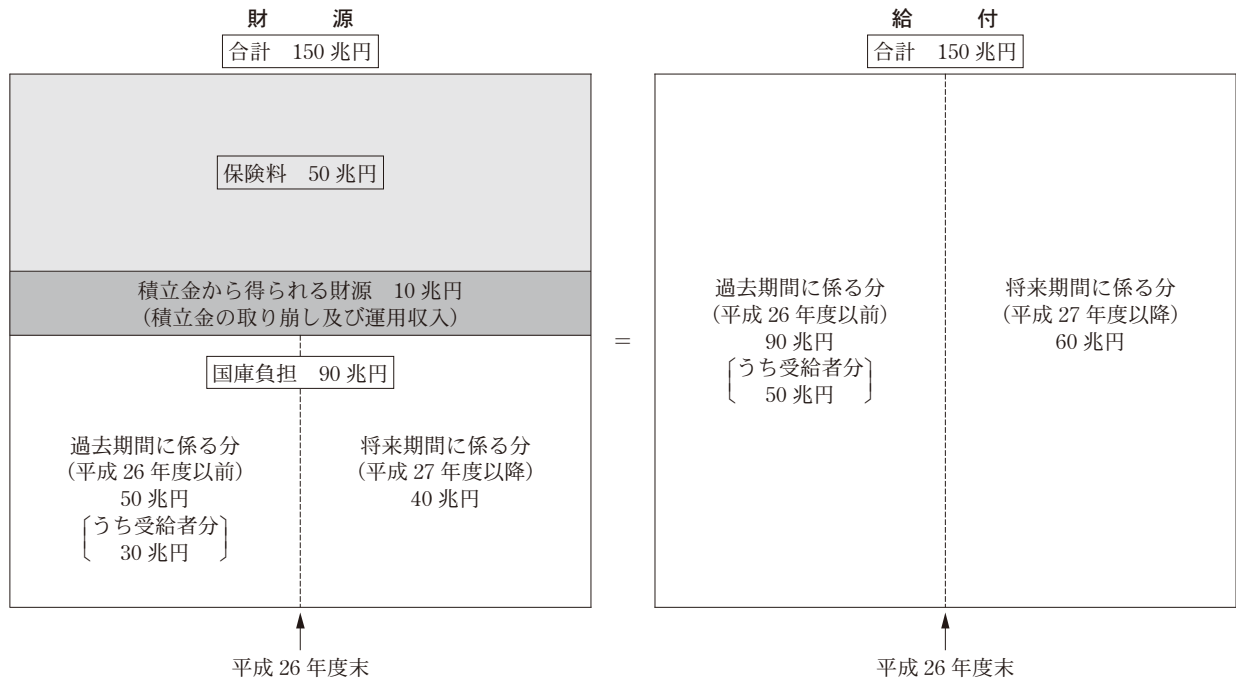 財　源
合計　150 兆円
保険料　50 兆円
積立金から得られる財源　10 兆円
（積立金の取り崩し及び運用収入）
国庫負担　90 兆円
過去期間に係る分
（平成 26 年度以前）
50 兆円
うち受給者分
30 兆円
将来期間に係る分
（平成 27 年度以降）
40 兆円
平成 26 年度末
＝
給　付
合計　150 兆円
過去期間に係る分
（平成 26 年度以前）
90 兆円
うち受給者分
50 兆円
将来期間に係る分
（平成 27 年度以降）
60 兆円
平成 26 年度末